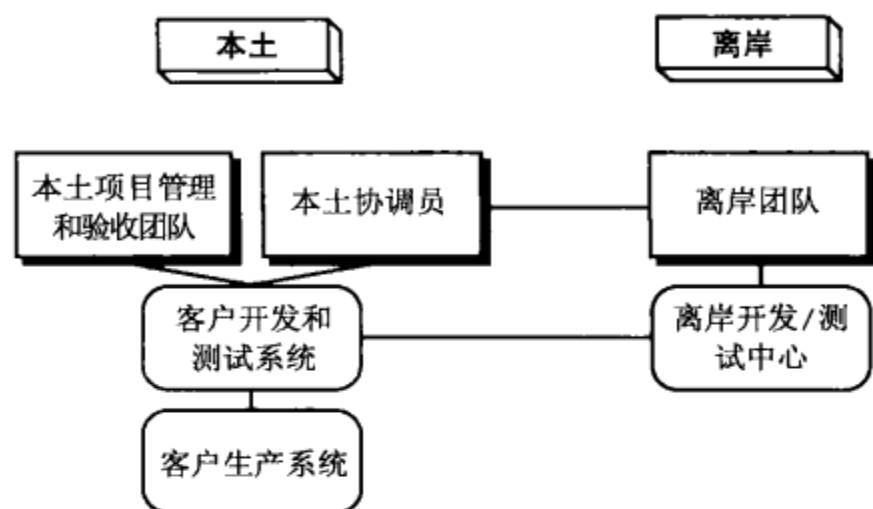 本土
离岸
本土项目管理
和验收团队
本土协调员
离岸团队
客户开发和
测试系统
离岸开发/测
试中心
客户生产系统